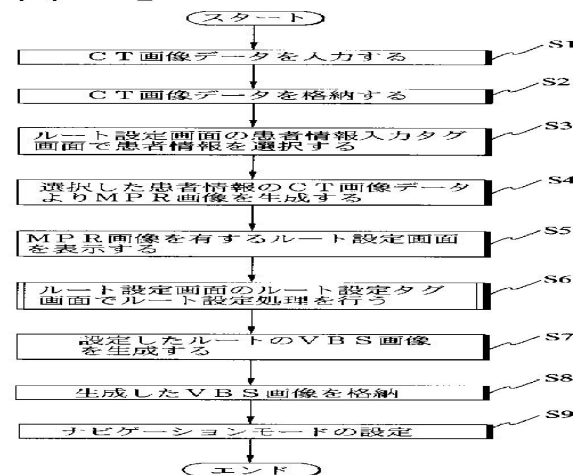 スタート
CT画像データを入力する
S1
CT画像データを格納する
S2
ルート設定画面の患者情報入力タグ
画面で患者情報を選択する
S3
選択した患者情報のCT画像データ
よりMPR画像を生成する
S4
MPR画像を有するルート設定画面
を表示する
S5
ルート設定画面のルート設定タグ
画面でルート設定処理を行う
S6
設定したルートのVBS画像
を生成する
S7
生成したVBS画像を格納
S8
ナビゲーションモードの設定
S9
エンド